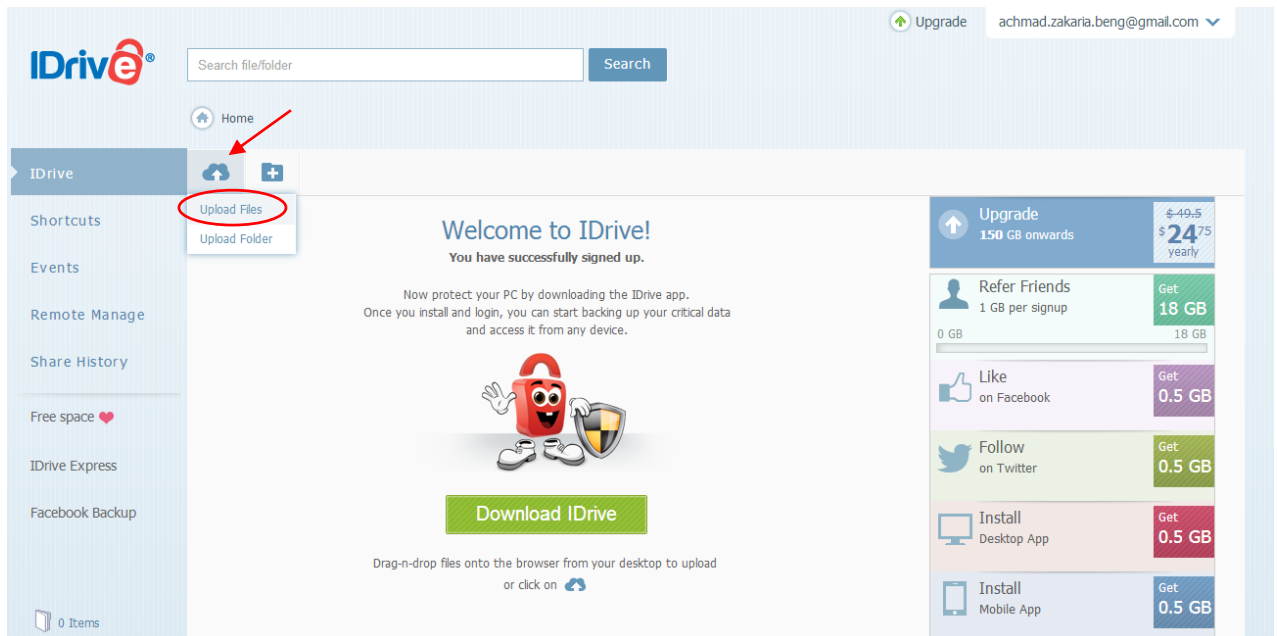 Upgrade
achmad.zakaria.beng@gmail.com
IDrive®
Search file/folder
Search
Home
IDrive
Shortcuts
Events
Remote Manage
Share History
Free space
IDrive Express
Facebook Backup
0 Items
Upload Files
Upload Folder
Welcome to IDrive!
You have successfully signed up.
Now protect your PC by downloading the IDrive app.
Once you install and login, you can start backing up your critical data
and access it from any device.
Download IDrive
Drag-n-drop files onto the browser from your desktop to upload
or click on
Upgrade
150 GB onwards
$ 49.5
$ 24 75
yearly
Refer Friends
1 GB per signup
Get
18 GB
0 GB
18 GB
Like
on Facebook
Get
0.5 GB
Follow
on Twitter
Get
0.5 GB
Install
Desktop App
Get
0.5 GB
Install
Mobile App
Get
0.5 GB